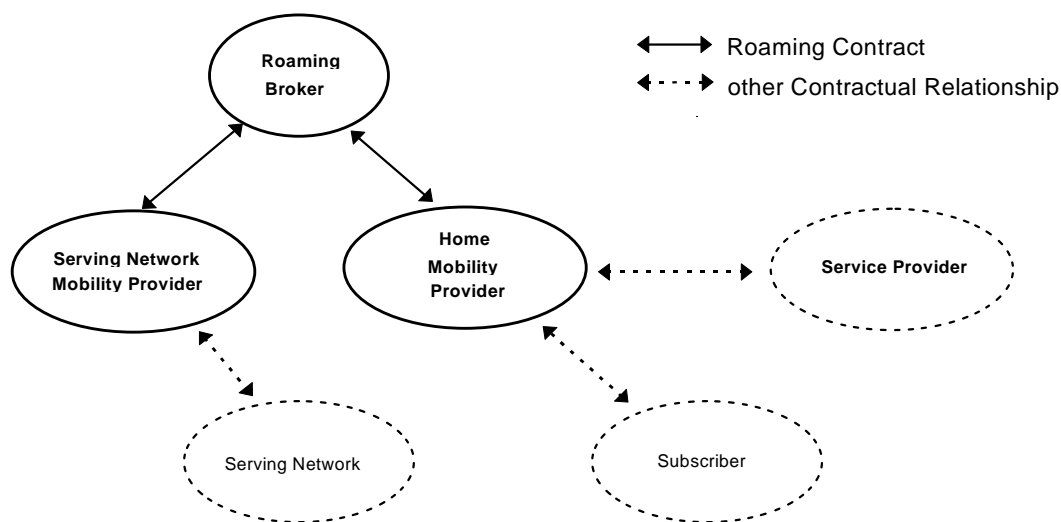 Roaming
Broker
Roaming Contract
other Contractual Relationship
Serving Network
Mobility Provider
Home
Mobility
Provider
Service Provider
Serving Network
Subscriber